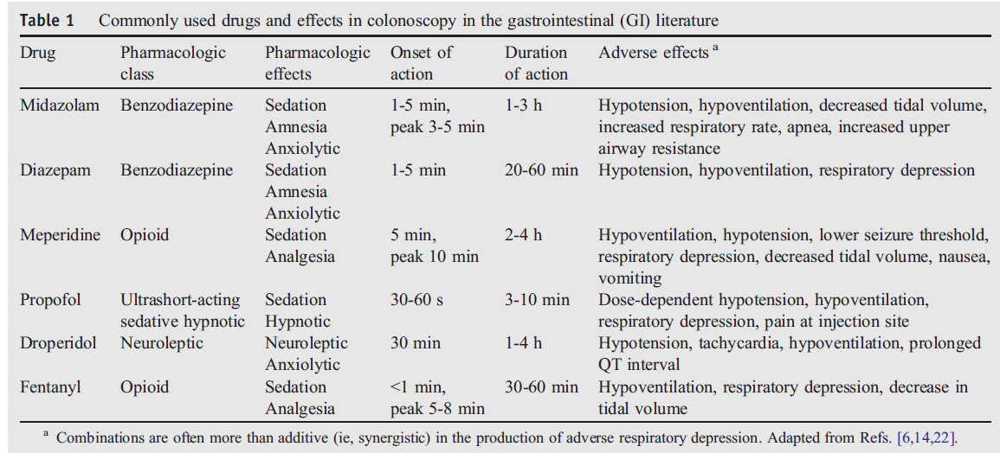 Table 1 Commonly used drugs and effects in colonoscopy in the gastrointestinal (GI) literature
Drug Pharmacologic class Pharmacologic effects Onset of action Duration of action Adverse effects a
Midazolam Benzodiazepine Sedation 1-5 min, 1-3 h Hypotension, hypoventilation, decreased tidal volume,
Amnesia peak 3-5 min increased respiratory rate, apnea, increased upper
Anxiolytic airway resistance
Diazepam Benzodiazepine Sedation 1-5 min 20-60 min Hypotension, hypoventilation, respiratory depression
Amnesia
Anxiolytic
Meperidine Opioid Sedation 5 min, 2-4 h Hypoventilation, hypotension, lower seizure threshold,
Analgesia peak 10 min respiratory depression, decreased tidal volume, nausea,
vomiting
Propofol Ultrashort-acting Sedation 30-60 s 3-10 min Dose-dependent hypotension, hypoventilation,
sedative hypnotic Hypnotic respiratory depression, pain at injection site
Droperidol Neuroleptic Neuroleptic 30 min 1-4 h Hypotension, tachycardia, hypoventilation, prolonged
Anxiolytic QT interval
Fentanyl Opioid Sedation <1 min, 30-60 min Hypoventilation, respiratory depression, decrease in
Analgesia peak 5-8 min tidal volume
a Combinations are often more than additive (ie, synergistic) in the production of adverse respiratory depression. Adapted from Refs. [6,14,22].